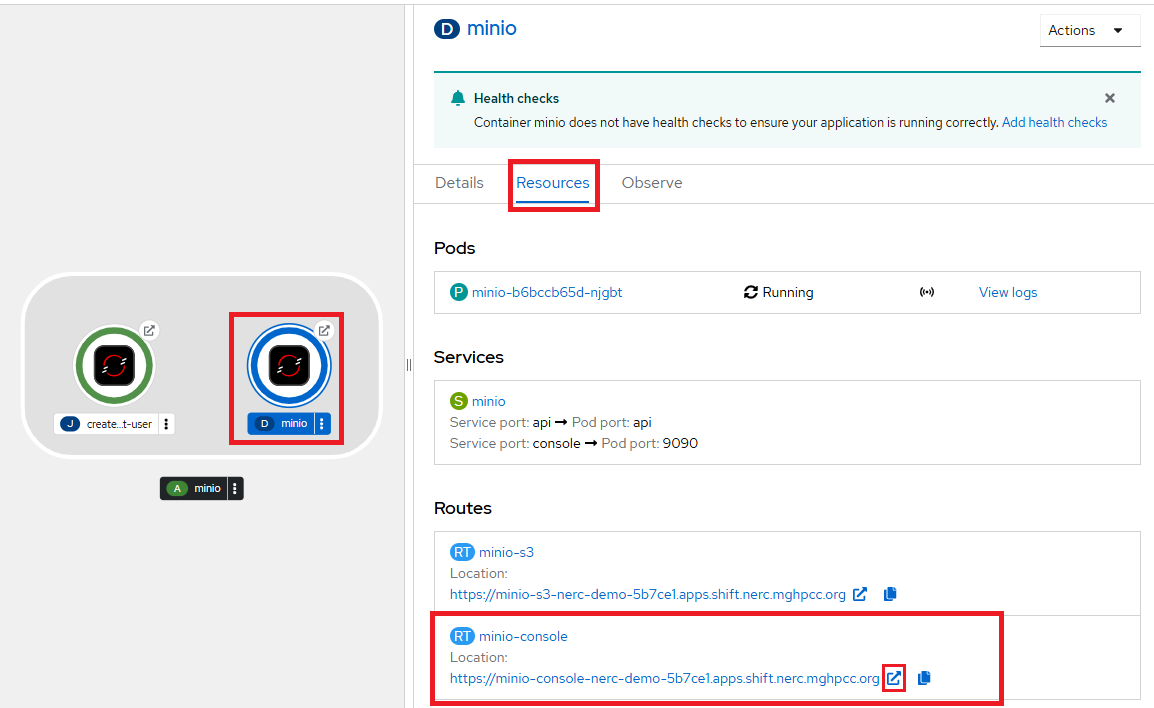 D minio
Actions
Health checks
Container minio does not have health checks to ensure your application is running correctly. Add health checks
Details Resources Observe
Pods
P minio-b6bccb65d-njgbt Running View logs
Services
S minio
Service port: api → Pod port: api
Service port: console → Pod port: 9090
Routes
RT minio-s3
Location:
https://minio-s3-nerc-demo-5b7ce1.apps.shift.nerc.mghpcc.org
RT minio-console
Location:
https://minio-console-nerc-demo-5b7ce1.apps.shift.nerc.mghpcc.org
J create...t-user
D minio
A minio